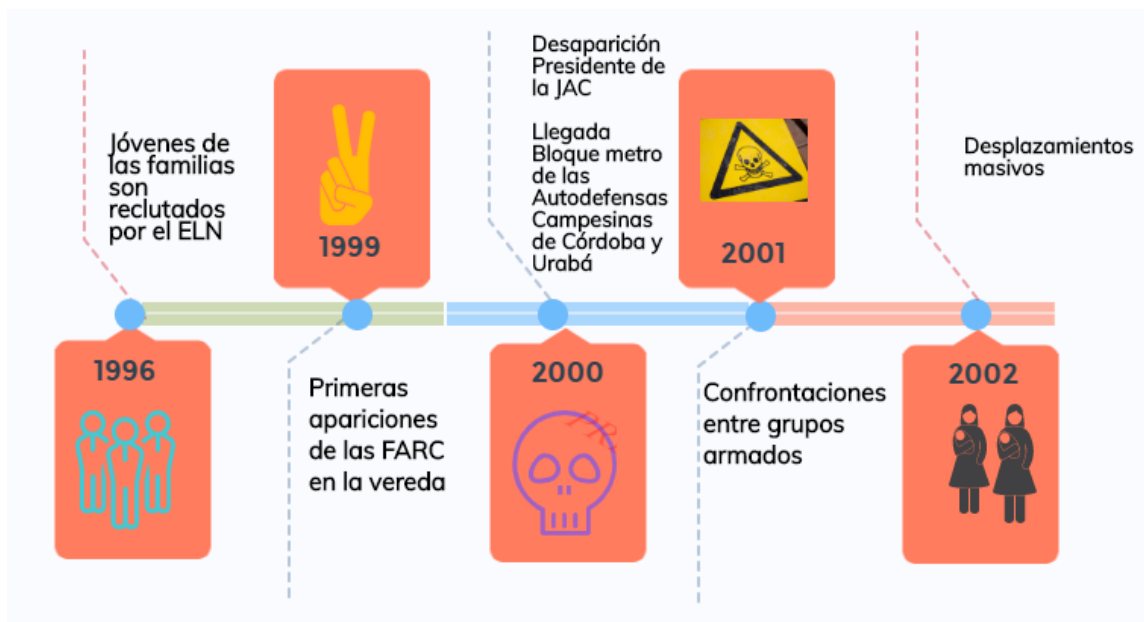 Jóvenes de
las familias
son
reclutados
por el ELN
1996
1999
Primeras
apariciones
de las FARC
en la vereda
Desaparición
Presidente de
la JAC
Llegada
Bloque metro
de las
Autodefensas
Campesinas
de Córdoba y
Urabá
2000
2001
Confrontaciones
entre grupos
armados
Desplazamientos
masivos
2002